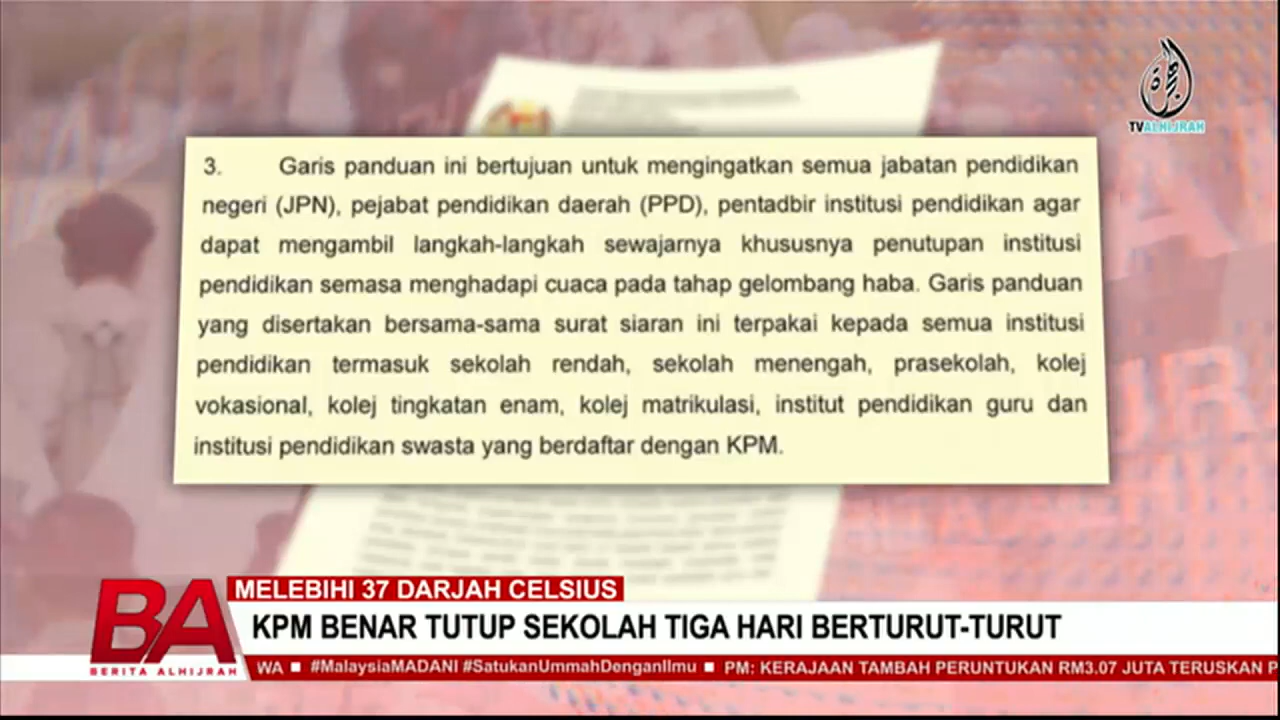 هجرة
TVALHIJRAH
3. Garis panduan ini bertujuan untuk mengingatkan semua jabatan pendidikan
negeri (JPN), pejabat pendidikan daerah (PPD), pentadbir institusi pendidikan agar
dapat mengambil langkah-langkah sewajarnya khususnya penutupan institusi
pendidikan semasa menghadapi cuaca pada tahap gelombang haba. Garis panduan
yang disertakan bersama-sama surat siaran ini terpakai kepada semua institusi
pendidikan termasuk sekolah rendah, sekolah menengah, prasekolah, kolej
vokasional, kolej tingkatan enam, kolej matrikulasi, institut pendidikan guru dan
institusi pendidikan swasta yang berdaftar dengan KPM.
MELEBIHI 37 DARJAH CELSIUS
BA
BERITA ALHIJRAH
KPM BENAR TUTUP SEKOLAH TIGA HARI BERTURUT-TURUT
WA ■ #MalaysiaMADANI #SatukanUmmahDenganIlmu ■ PM: KERAJAAN TAMBAH PERUNTUKAN RM3.07 JUTA TERUSKAN P